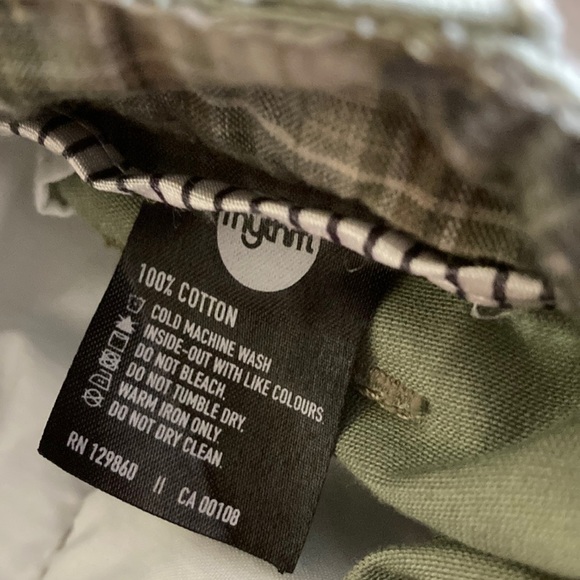 rhythm
100% COTTON
COLD MACHINE WASH
INSIDE-OUT WITH LIKE COLOURS
DO NOT BLEACH.
DO NOT TUMBLE DRY.
WARM IRON ONLY.
DO NOT DRY CLEAN.
RN 129860 II CA 00108